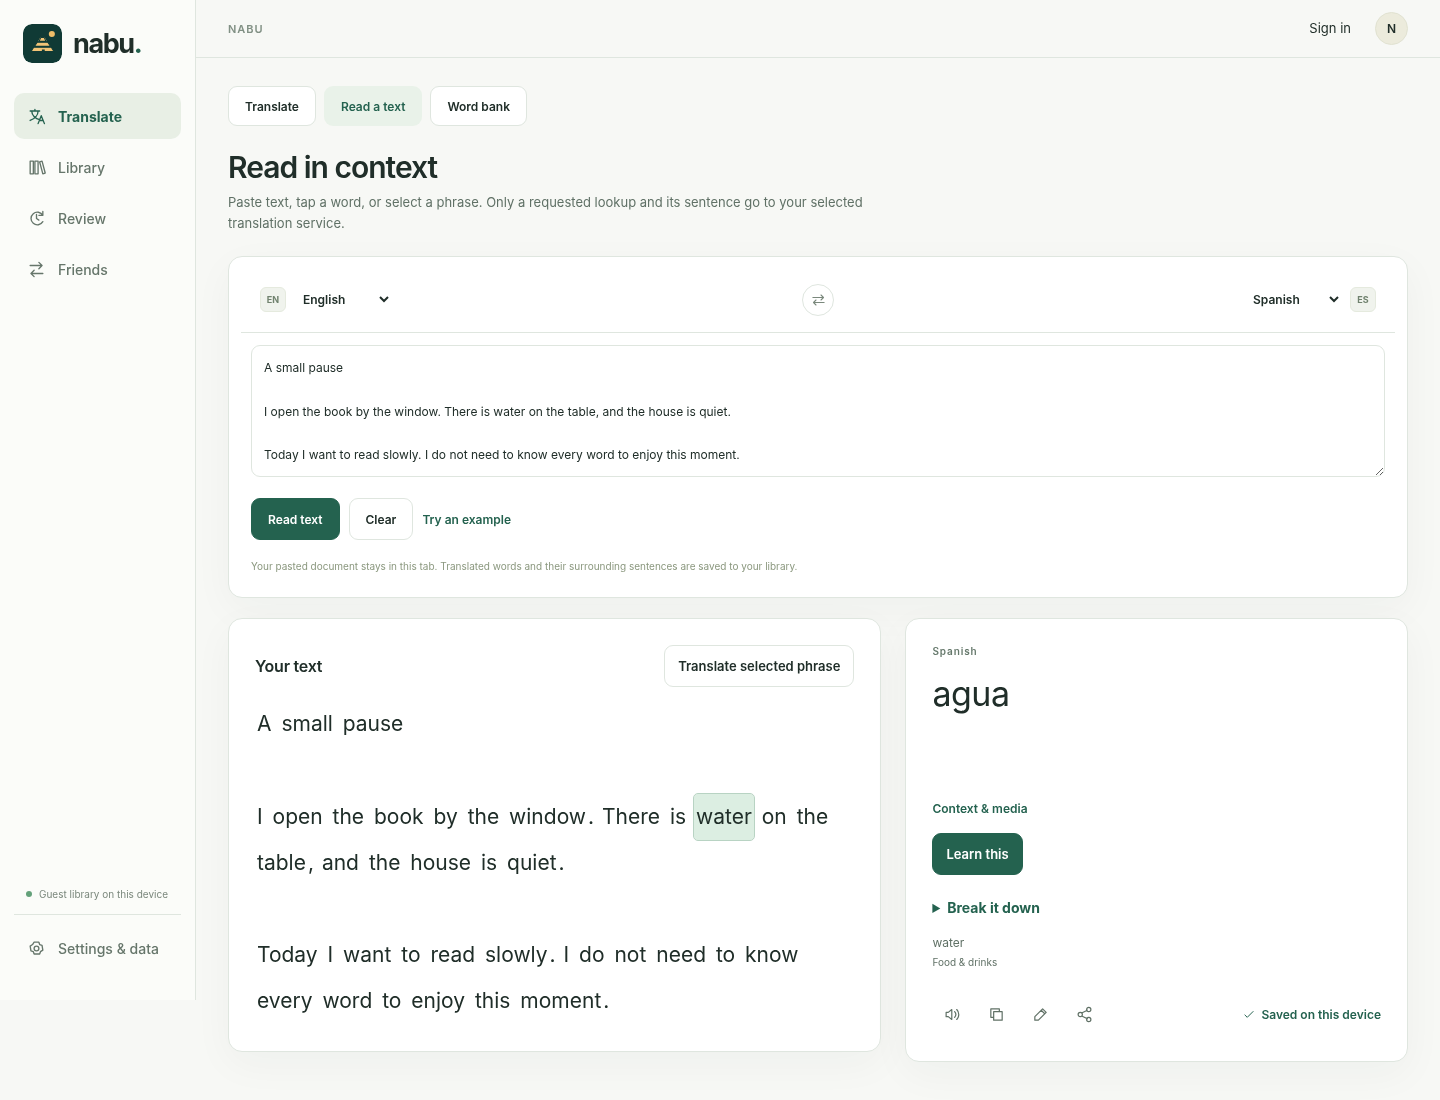 nabu.
NABU
Sign in
N
Translate
Library
Review
Friends
Guest library on this device
Settings & data
Translate
Read a text
Word bank
Read in context
Paste text, tap a word, or select a phrase. Only a requested lookup and its sentence go to your selected
translation service.
EN
English
Spanish
ES
A small pause
I open the book by the window. There is water on the table, and the house is quiet.
Today I want to read slowly. I do not need to know every word to enjoy this moment.
Read text
Clear
Try an example
Your pasted document stays in this tab. Translated words and their surrounding sentences are saved to your library.
Your text
Translate selected phrase
A small pause
I open the book by the window. There is water on the
table, and the house is quiet.
Today I want to read slowly. I do not need to know
every word to enjoy this moment.
Spanish
agua
Context & media
Learn this
Break it down
water
Food & drinks
Saved on this device